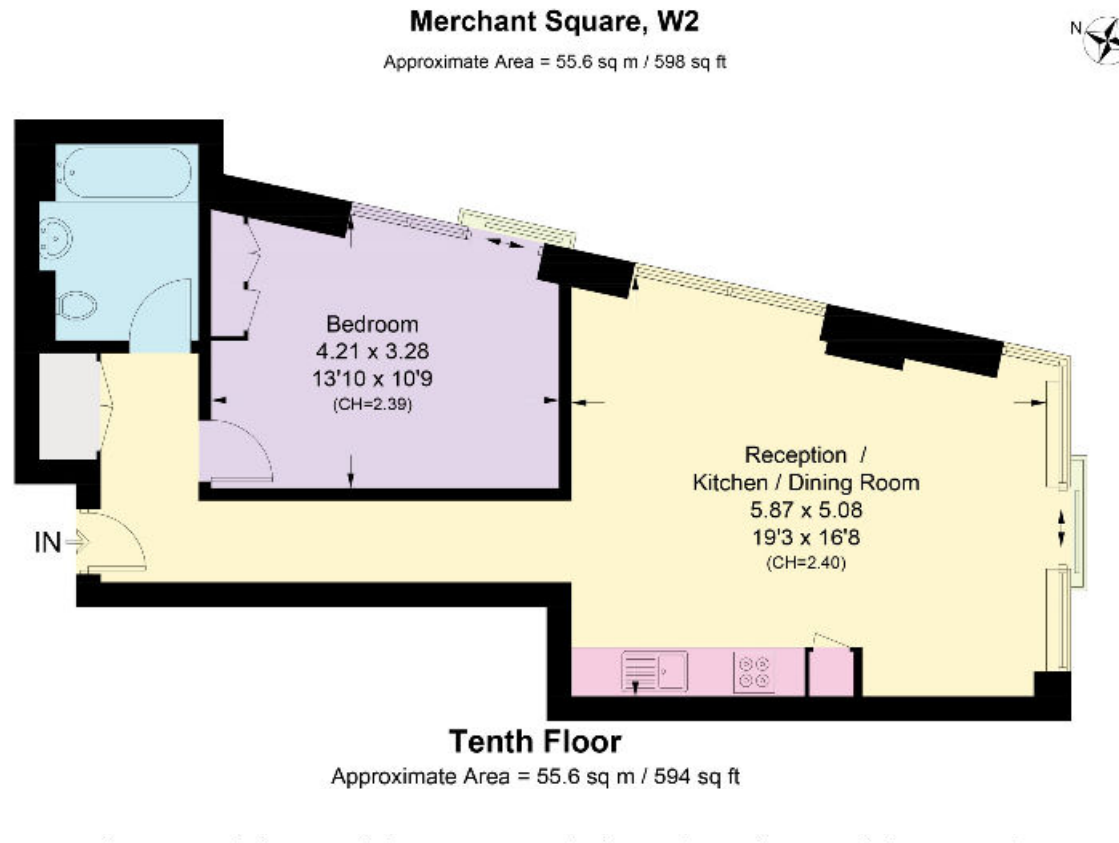 Merchant Square, W2
N
Approximate Area = 55.6 sq m / 598 sq ft
Bedroom
4.21 x 3.28
13'10 x 10'9
(CH=2.39)
Reception /
Kitchen / Dining Room
5.87 x 5.08
19'3 x 16'8
(CH=2.40)
IN
Tenth Floor
Approximate Area = 55.6 sq m / 594 sq ft